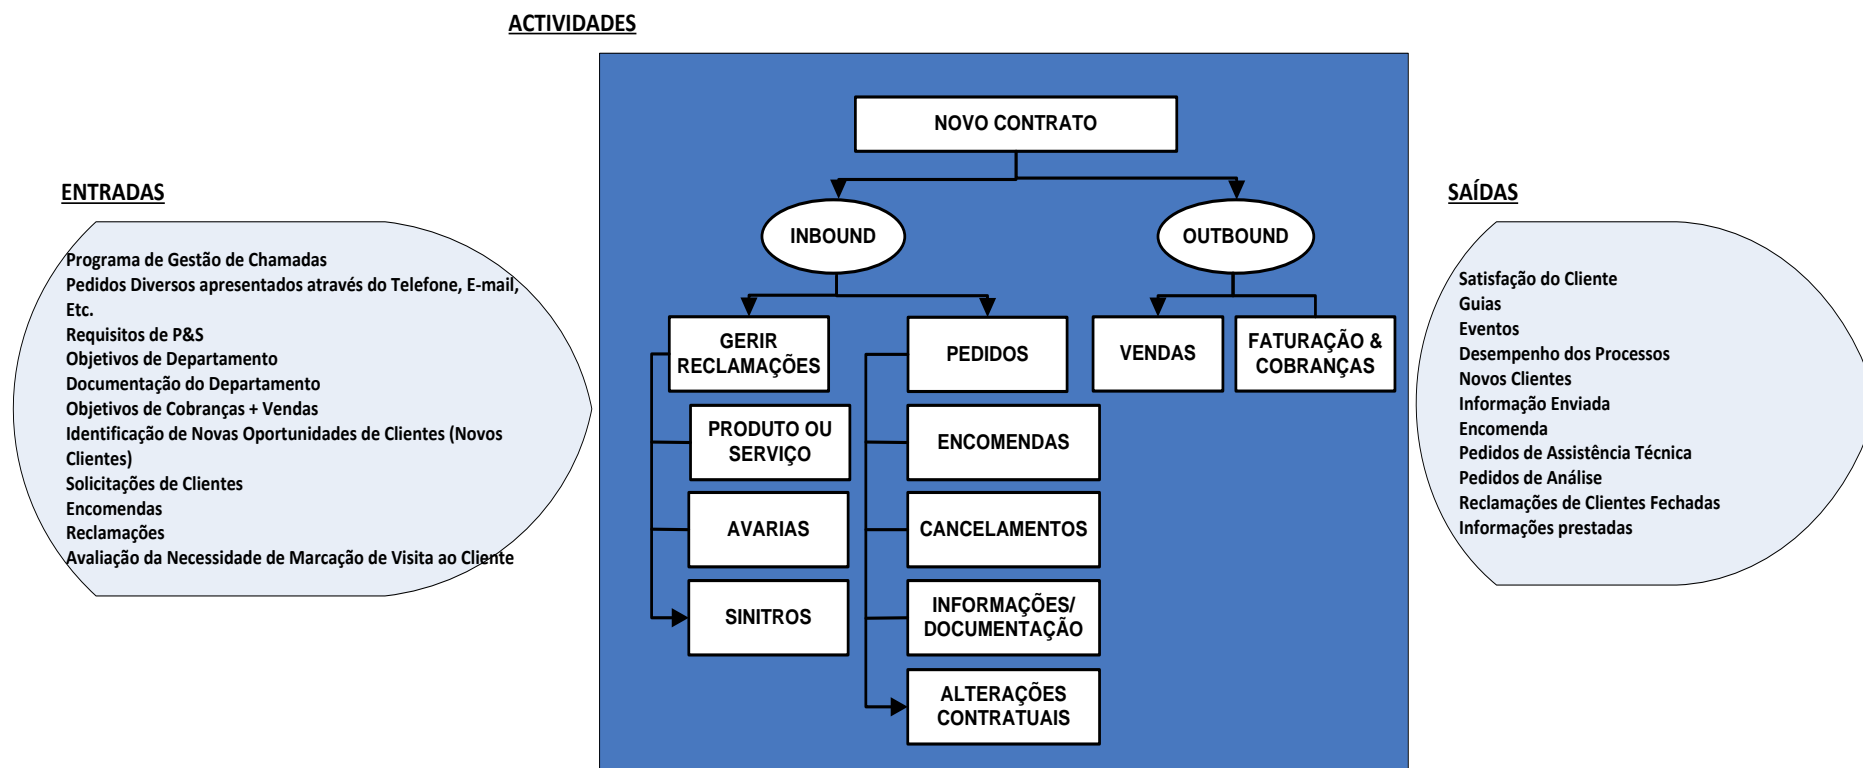 ACTIVIDADES
ENTRADAS
Programa de Gestão de Chamadas
Pedidos Diversos apresentados através do Telefone, E-mail,
Etc.
Requisitos de P&S
Objetivos de Departamento
Documentação do Departamento
Objetivos de Cobranças + Vendas
Identificação de Novas Oportunidades de Clientes (Novos
Clientes)
Solicitações de Clientes
Encomendas
Reclamações
Avaliação da Necessidade de Marcação de Visita ao Cliente
NOVO CONTRATO
INBOUND
OUTBOUND
GERIR
RECLAMAÇÕES
PEDIDOS
VENDAS
FATURAÇÃO &
COBRANÇAS
PRODUTO OU
SERVIÇO
ENCOMENDAS
AVARIAS
CANCELAMENTOS
SINITROS
INFORMAÇÕES/
DOCUMENTAÇÃO
ALTERAÇÕES
CONTRATUAIS
SAÍDAS
Satisfação do Cliente
Guias
Eventos
Desempenho dos Processos
Novos Clientes
Informação Enviada
Encomenda
Pedidos de Assistência Técnica
Pedidos de Análise
Reclamações de Clientes Fechadas
Informações prestadas